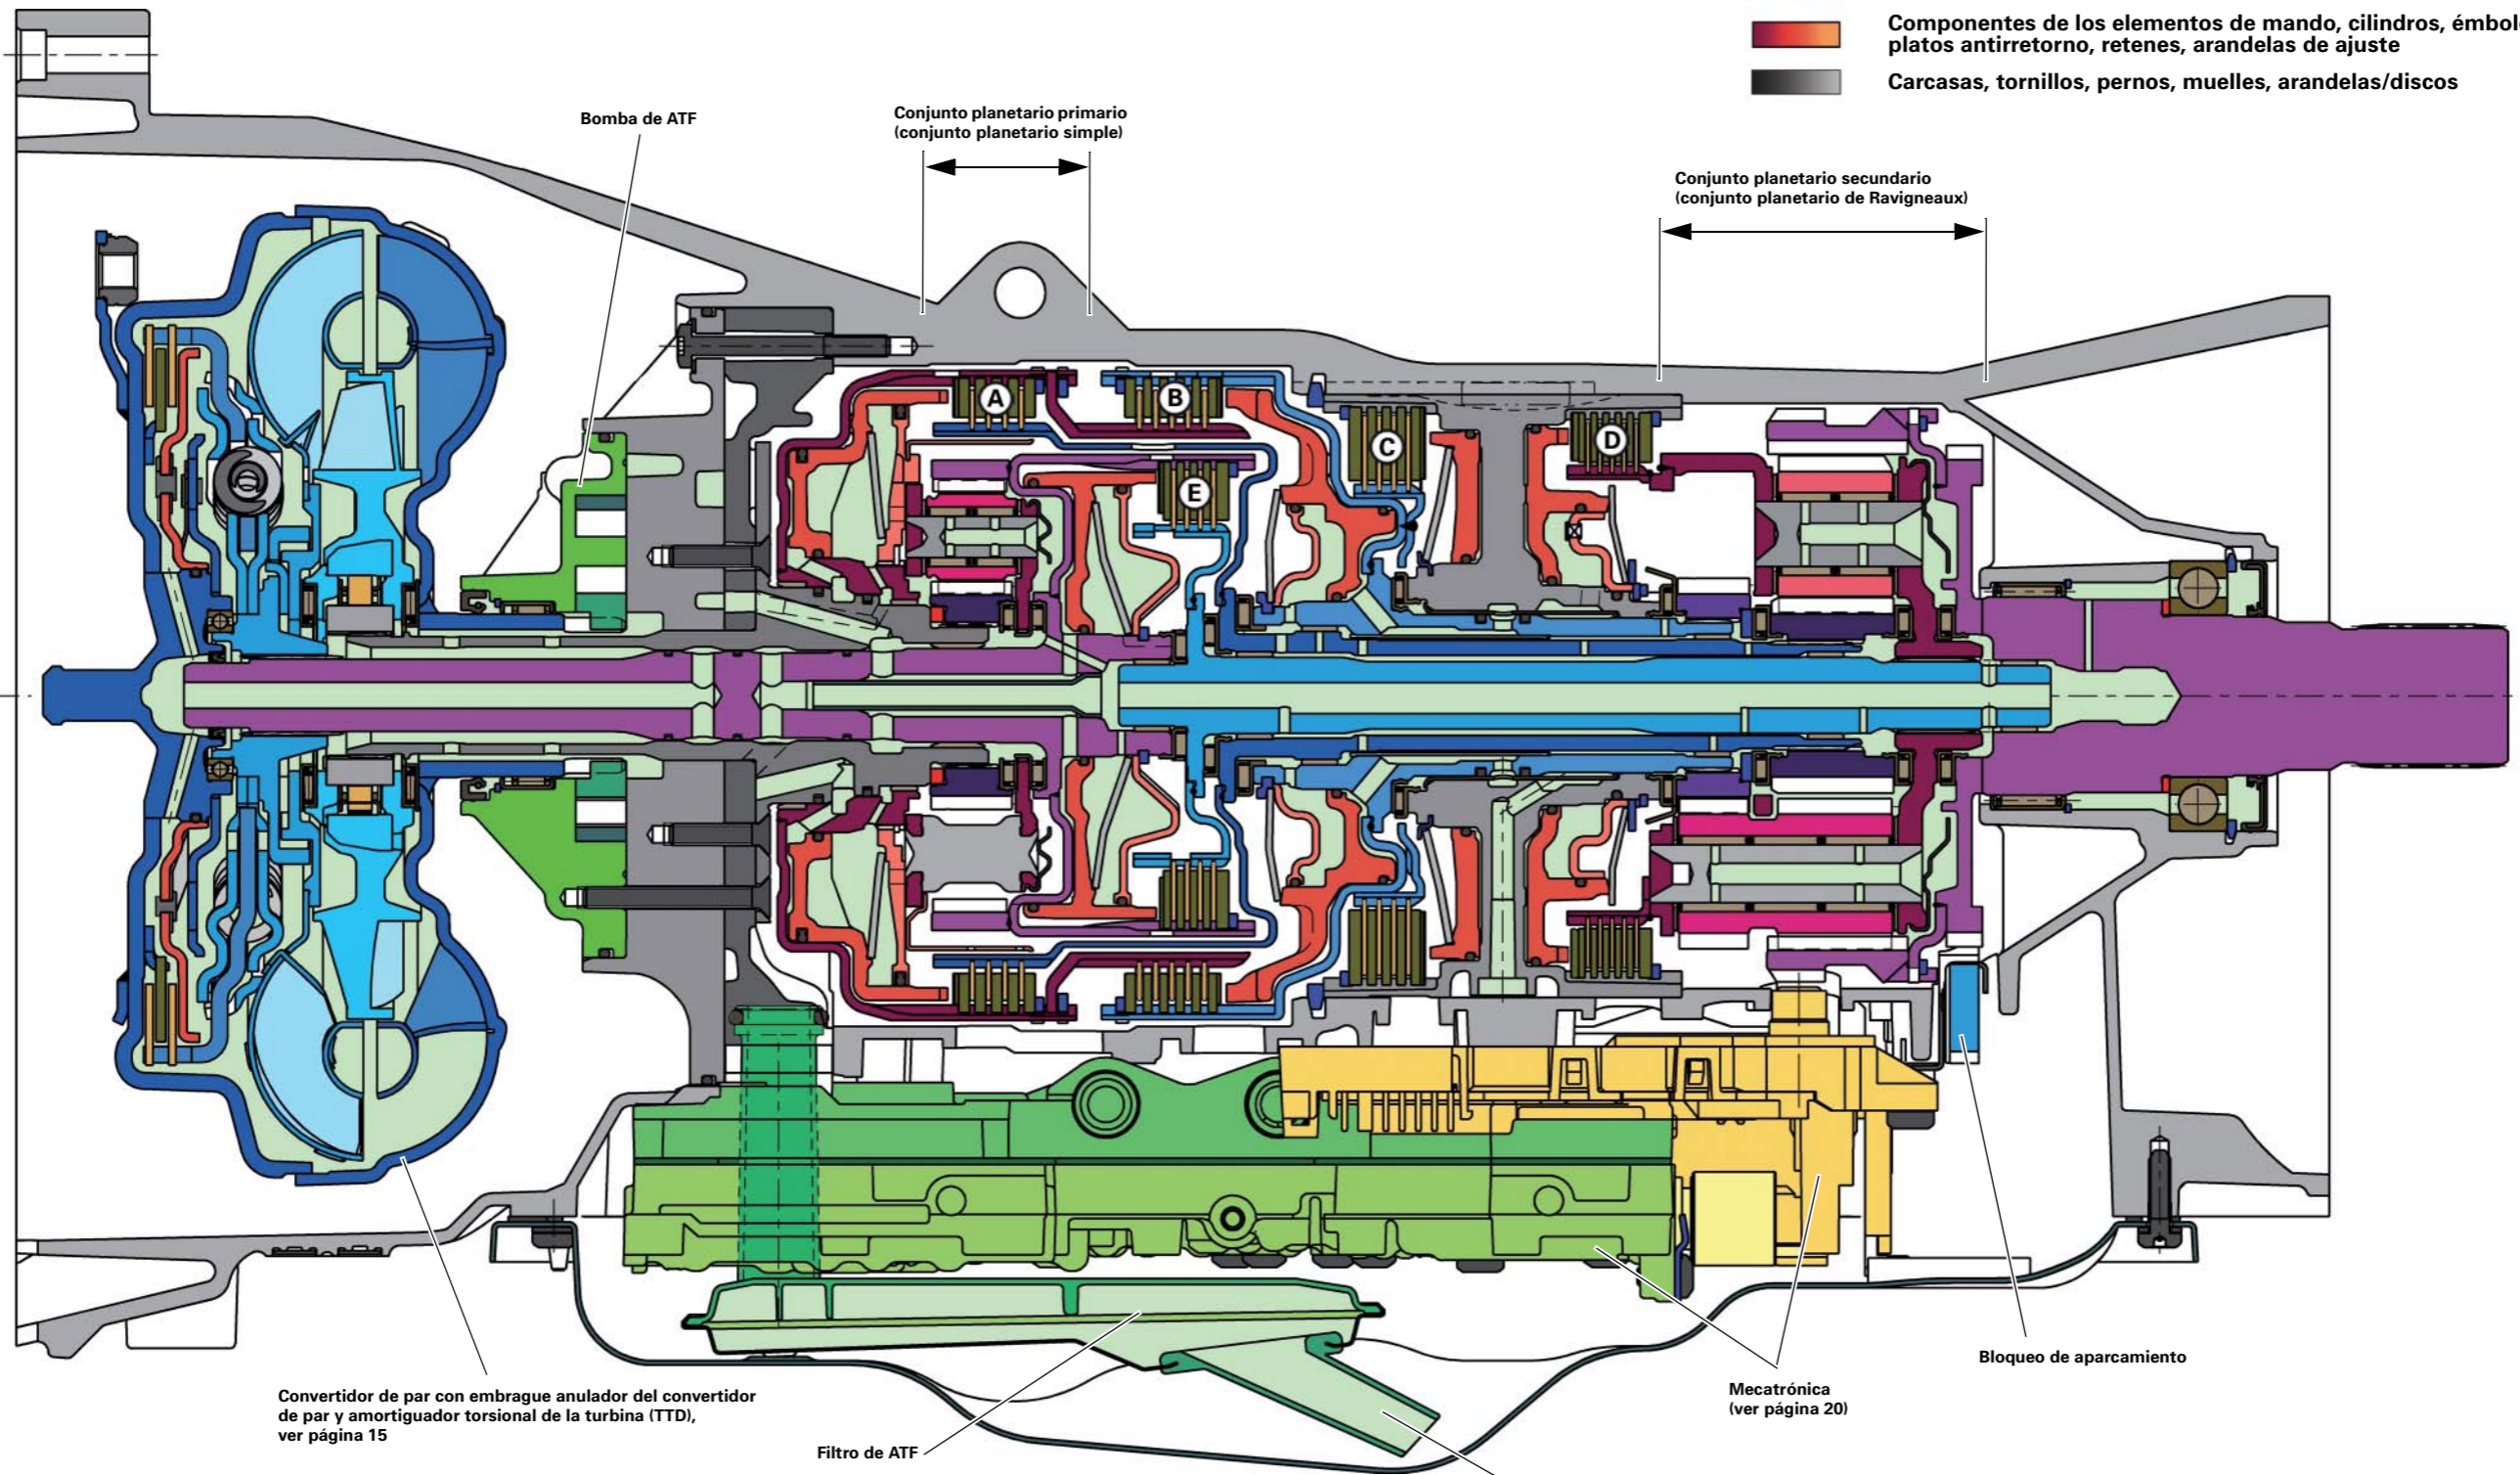 Componentes de los elementos de mando, cilindros, émbol
platos antirretorno, retenes, arandelas de ajuste
Carcasas, tornillos, pernos, muelles, arandelas/discos
Bomba de ATF
Conjunto planetario primario
(conjunto planetario simple)
Conjunto planetario secundario
(conjunto planetario de Ravigneaux)
A
B
C
D
E
Convertidor de par con embrague anulador del convertidor
de par y amortiguador torsional de la turbina (TTD),
ver página 15
Filtro de ATF
Mecatrónica
(ver página 20)
Bloqueo de aparcamiento